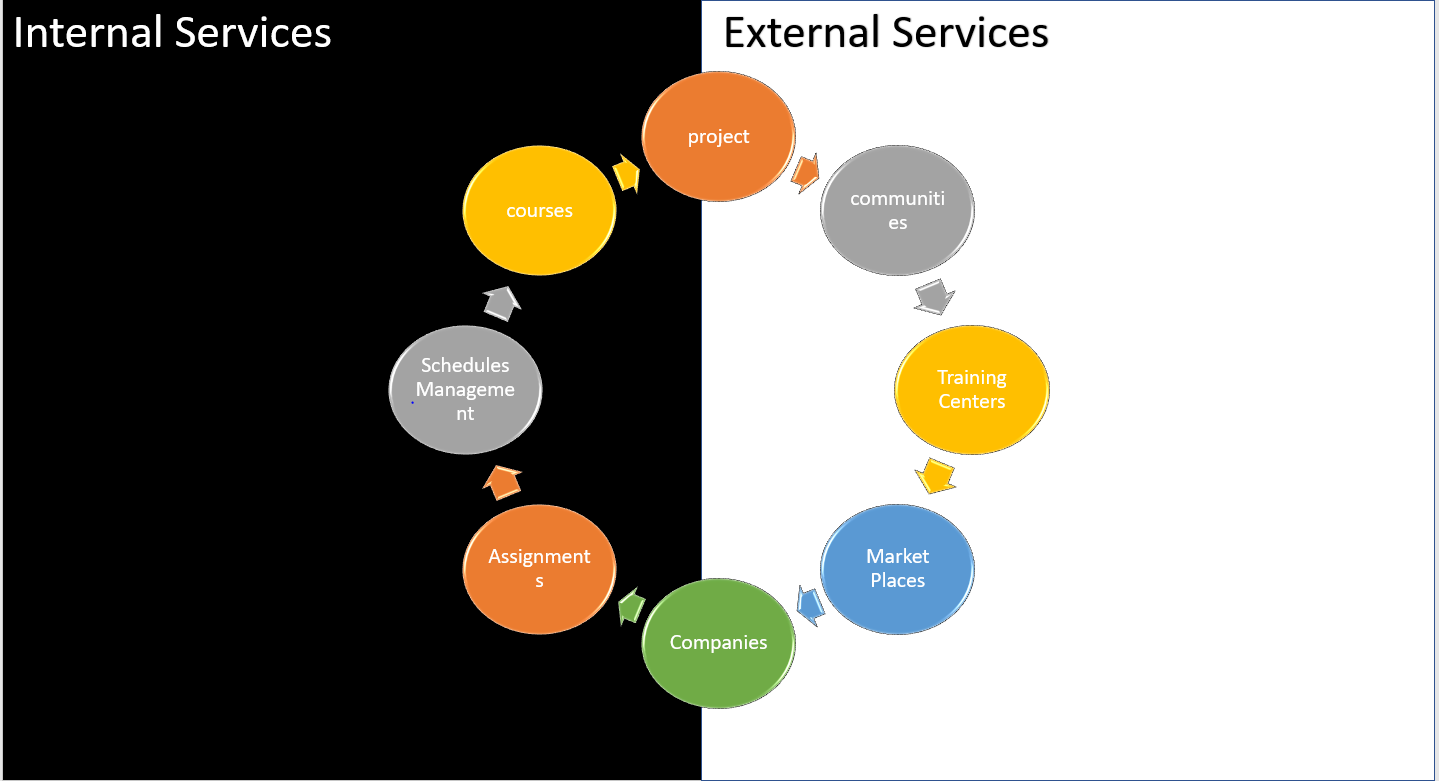 Internal Services
External Services
project
communiti
es
Training
Centers
Market
Places
Companies
Assignment
s
Schedules
Manageme
nt
courses